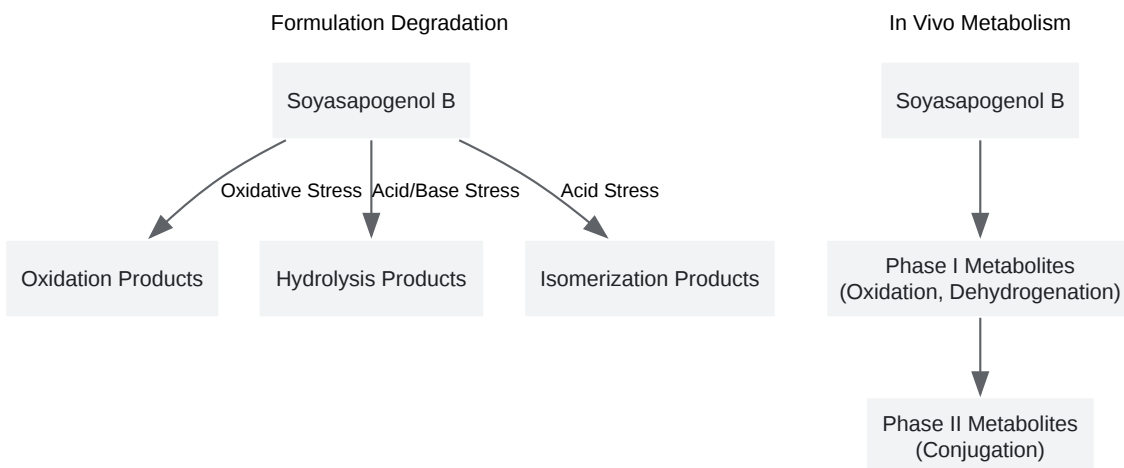 Formulation Degradation
In Vivo Metabolism
Soyasapogenol B
Soyasapogenol B
Oxidative Stress
Acid/Base Stress
Acid Stress
Oxidation Products
Hydrolysis Products
Isomerization Products
Phase I Metabolites
(Oxidation, Dehydrogenation)
Phase II Metabolites
(Conjugation)